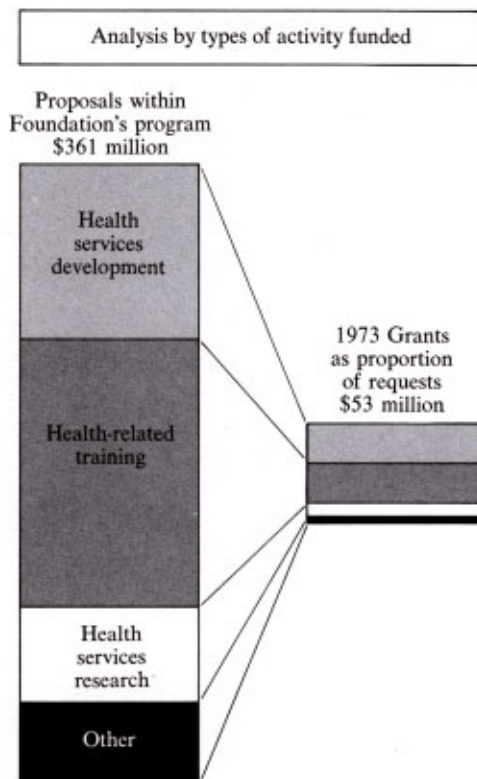 Analysis by types of activity funded
Proposals within
Foundation's program
$361 million
Health
services
development
Health-related
training
Health
services
research
Other
1973 Grants
as proportion
of requests
$53 million